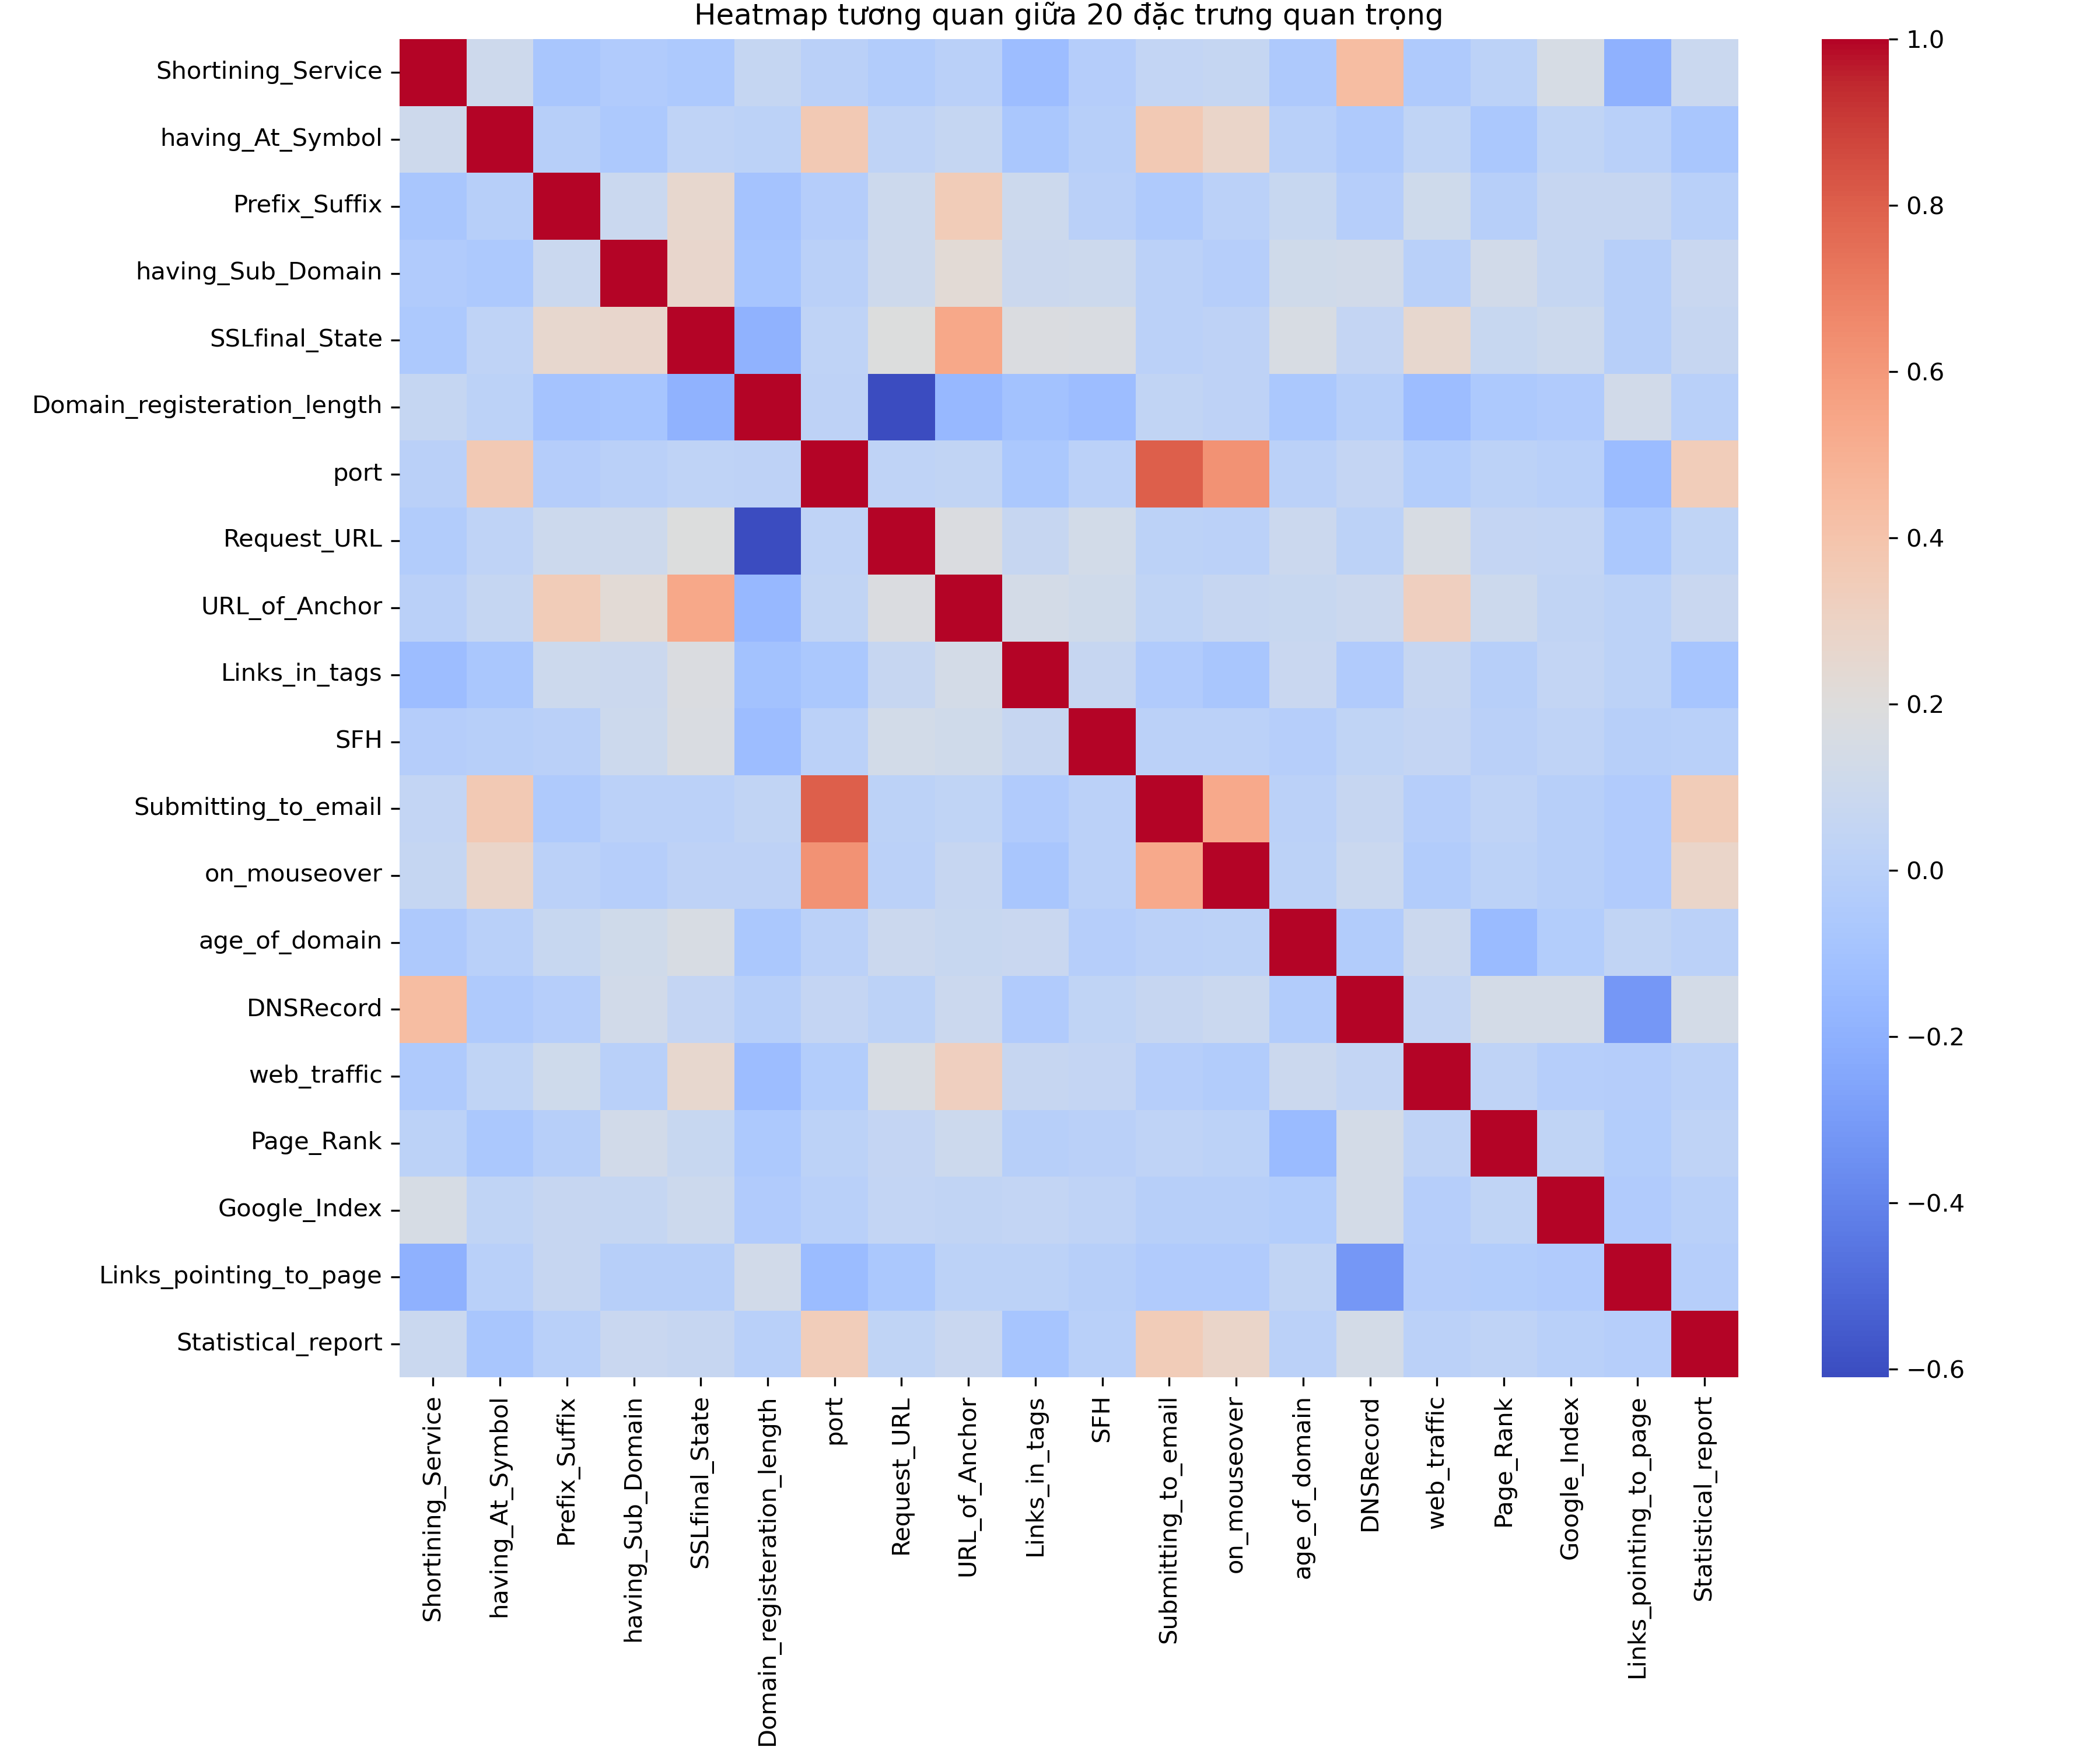 Heatmap tương quan giữa 20 đặc trưng quan trọng
Shortining_Service
having_At_Symbol
Prefix_Suffix
having_Sub_Domain
SSLfinal_State
Domain_registeration_length
port
Request_URL
URL_of_Anchor
Links_in_tags
SFH
Submitting_to_email
on_mouseover
age_of_domain
DNSRecord
web_traffic
Page_Rank
Google_Index
Links_pointing_to_page
Statistical_report
Shortining_Service
having_At_Symbol
Prefix_Suffix
having_Sub_Domain
SSLfinal_State
Domain_registeration_length
port
Request_URL
URL_of_Anchor
Links_in_tags
SFH
Submitting_to_email
on_mouseover
age_of_domain
DNSRecord
web_traffic
Page_Rank
Google_Index
Links_pointing_to_page
Statistical_report
1.0
0.8
0.6
0.4
0.2
0.0
−0.2
−0.4
−0.6